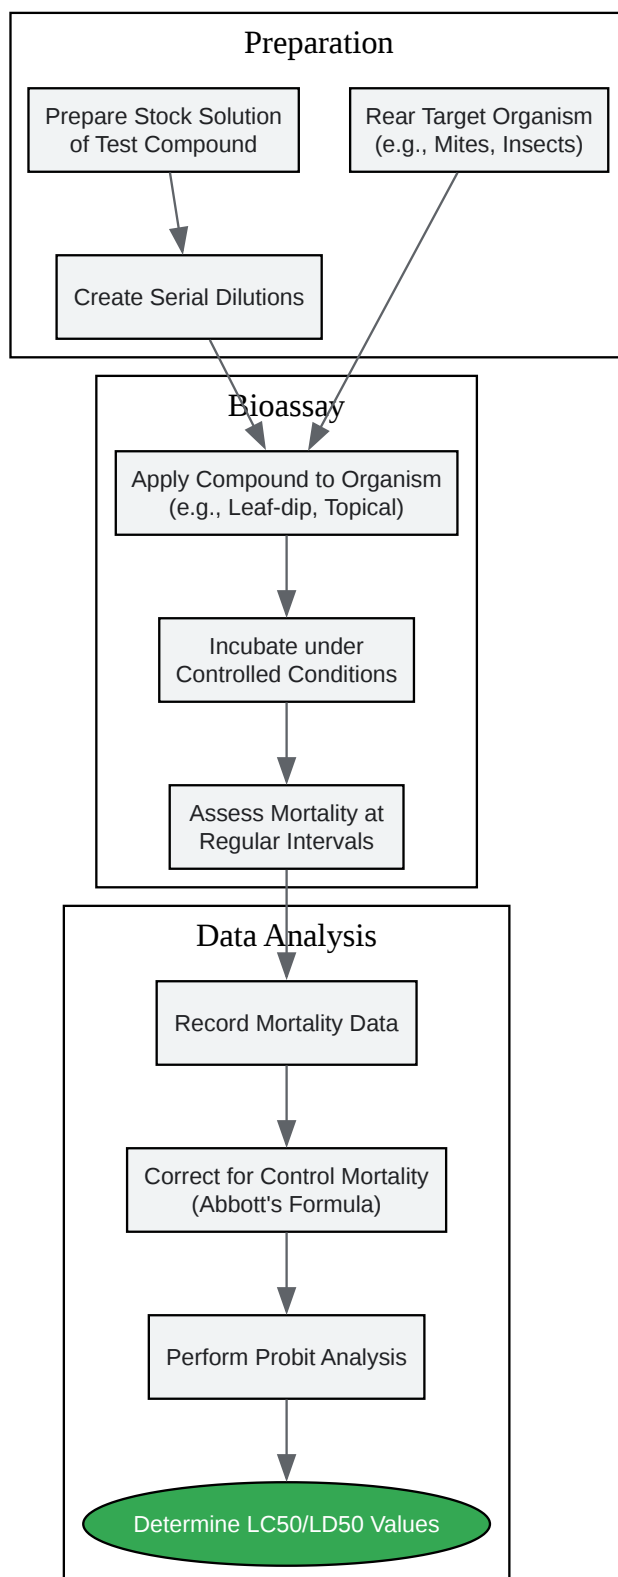 Preparation
Prepare Stock Solution
of Test Compound
Rear Target Organism
(e.g., Mites, Insects)
Create Serial Dilutions
Bioassay
Apply Compound to Organism
(e.g., Leaf-dip, Topical)
Incubate under
Controlled Conditions
Assess Mortality at
Regular Intervals
Data Analysis
Record Mortality Data
Correct for Control Mortality
(Abbott's Formula)
Perform Probit Analysis
Determine LC50/LD50 Values